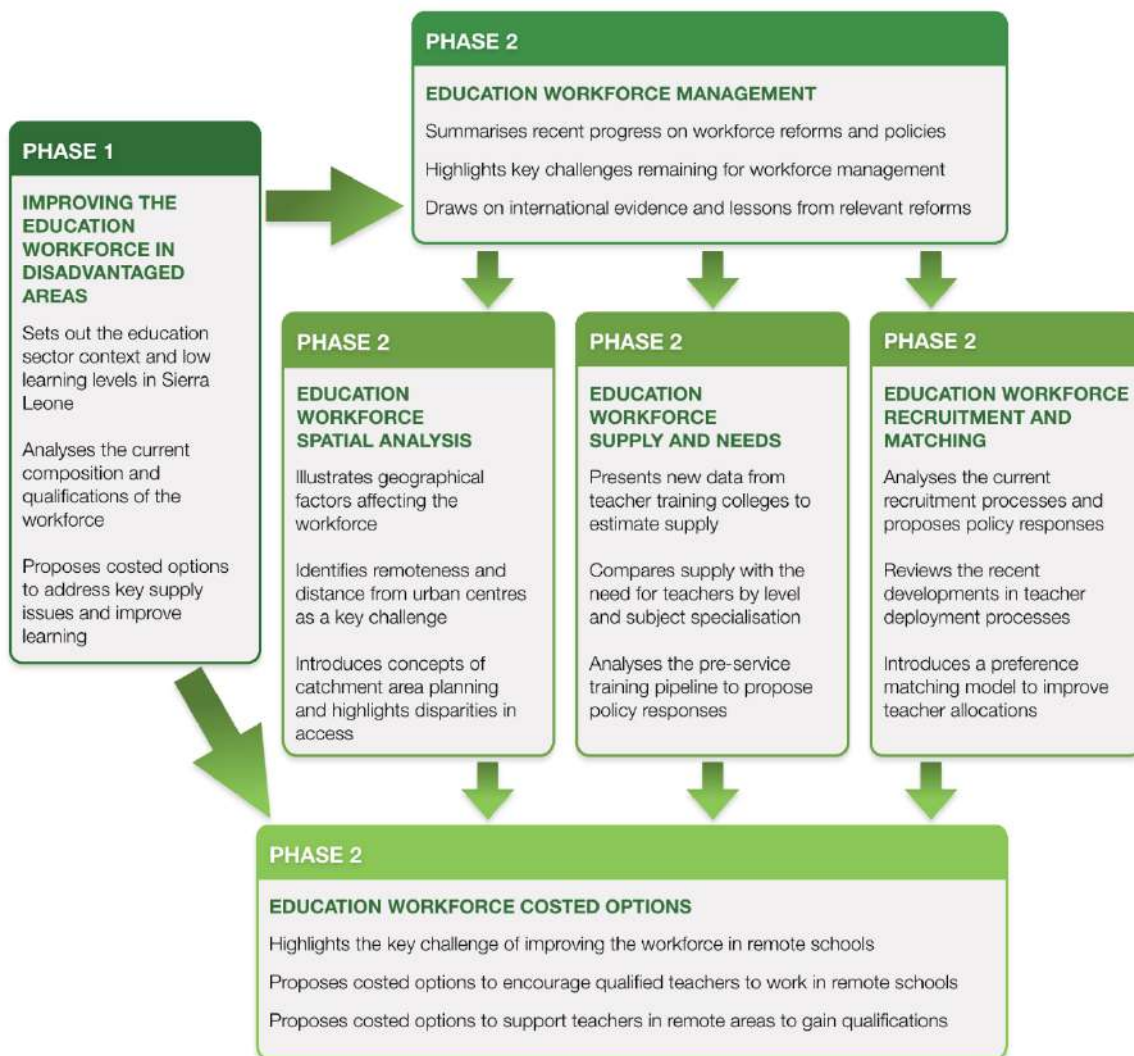 PHASE 1
IMPROVING THE
EDUCATION
WORKFORCE IN
DISADVANTAGED
AREAS
Sets out the education
sector context and low
learning levels in Sierra
Leone
Analyses the current
composition and
qualifications of the
workforce
Proposes costed options
to address key supply
issues and improve
learning
PHASE 2
EDUCATION WORKFORCE MANAGEMENT
Summarises recent progress on workforce reforms and policies
Highlights key challenges remaining for workforce management
Draws on international evidence and lessons from relevant reforms
PHASE 2
EDUCATION
WORKFORCE
SPATIAL ANALYSIS
Illustrates geographical
factors affecting the
workforce
Identifies remoteness and
distance from urban centres
as a key challenge
Introduces concepts of
catchment area planning
and highlights disparities in
access
PHASE 2
EDUCATION
WORKFORCE
SUPPLY AND NEEDS
Presents new data from
teacher training colleges to
estimate supply
Compares supply with the
need for teachers by level
and subject specialisation
Analyses the pre-service
training pipeline to propose
policy responses
PHASE 2
EDUCATION WORKFORCE
RECRUITMENT AND
MATCHING
Analyses the current
recruitment processes and
proposes policy responses
Reviews the recent
developments in teacher
deployment processes
Introduces a preference
matching model to improve
teacher allocations
PHASE 2
EDUCATION WORKFORCE COSTED OPTIONS
Highlights the key challenge of improving the workforce in remote schools
Proposes costed options to encourage qualified teachers to work in remote schools
Proposes costed options to support teachers in remote areas to gain qualifications